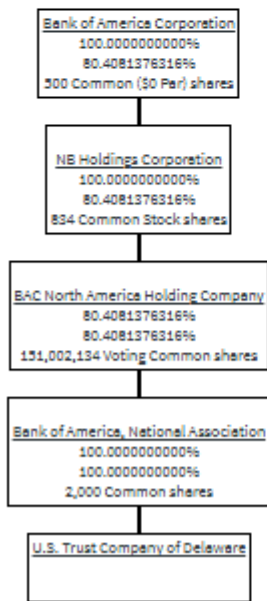 Bank of America Corporation
100.0000000000%
80.4081376316%
500 Common ($0 Par) shares
NB Holdings Corporation
100.0000000000%
80.4081376316%
834 Common Stock shares
BAC North America Holding Company
80.4081376316%
80.4081376316%
151,002,134 Voting Common shares
Bank of America, National Association
100.0000000000%
100.0000000000%
2,000 Common shares
U.S. Trust Company of Delaware